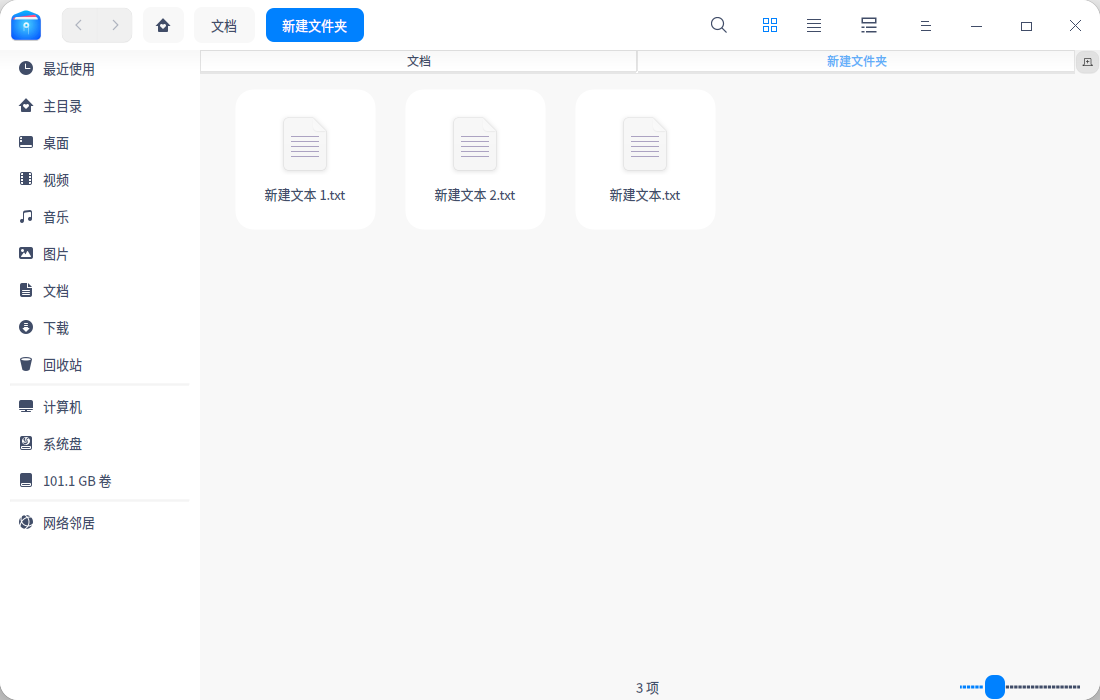 文档
新建文件夹
文档
新建文件夹
最近使用
主目录
桌面
视频
音乐
图片
文档
下载
回收站
计算机
系统盘
101.1 GB 卷
网络邻居
新建文本 1.txt
新建文本 2.txt
新建文本.txt
3 项